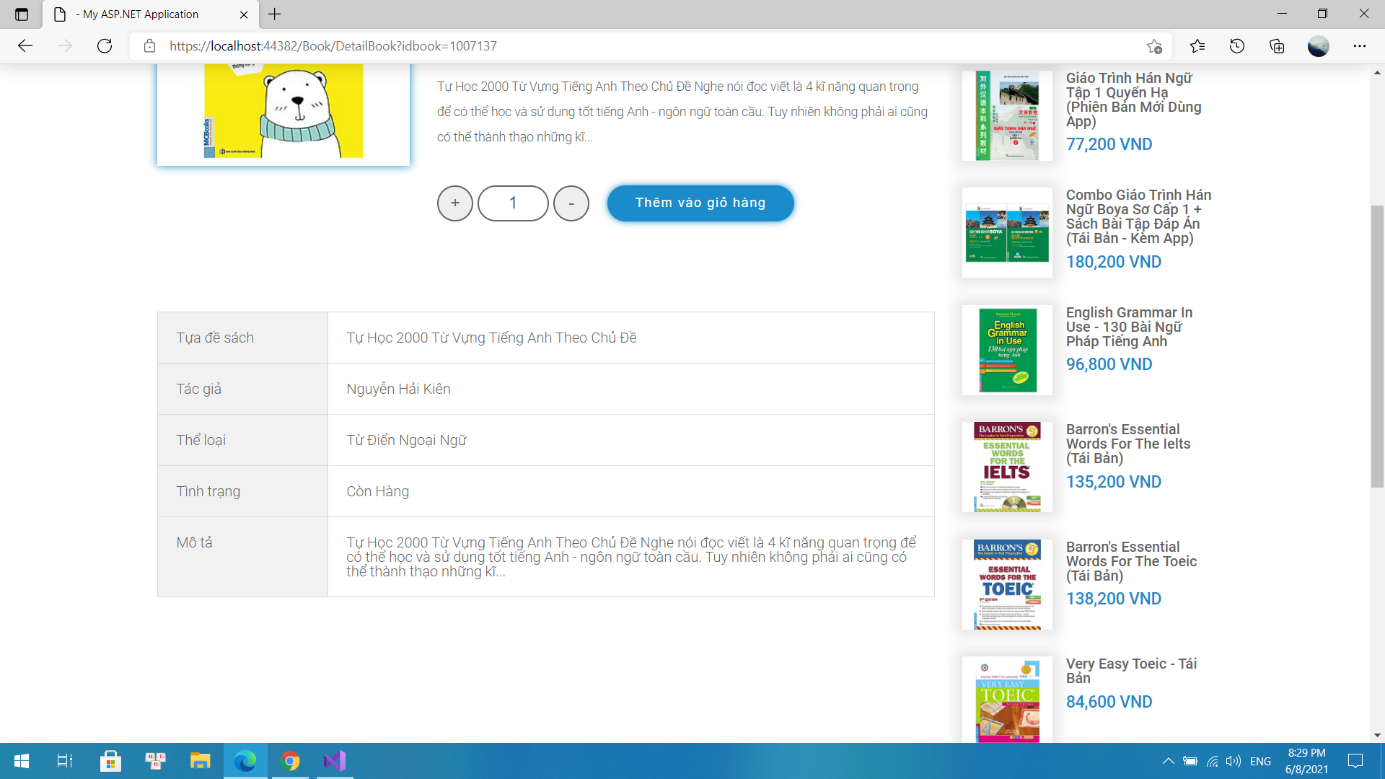 - My ASP.NET Application
https://localhost:44382/Book/DetailBook?idbook=1007137
MCBooks
Tự Học 2000 Từ Vựng Tiếng Anh Theo Chủ Đề Nghe nói đọc viết là 4 kĩ năng quan trọng
để có thể học và sử dụng tốt tiếng Anh - ngôn ngữ toàn cầu. Tuy nhiên không phải ai cũng
có thể thành thạo những kĩ...
+ 1 - Thêm vào giỏ hàng
Tựa đề sách Tự Học 2000 Từ Vựng Tiếng Anh Theo Chủ Đề
Tác giả Nguyễn Hải Kiên
Thể loại Từ Điển Ngoại Ngữ
Tình trạng Còn Hàng
Mô tả Tự Học 2000 Từ Vựng Tiếng Anh Theo Chủ Đề Nghe nói đọc viết là 4 kĩ năng quan trọng để
có thể học và sử dụng tốt tiếng Anh - ngôn ngữ toàn cầu. Tuy nhiên không phải ai cũng có
thể thành thạo những kĩ...
Giáo Trình Hán Ngữ
Tập 1 Quyển Hạ
(Phiên Bản Mới Dùng
App)
77,200 VND
Combo Giáo Trình Hán
Ngữ Boya Sơ Cấp 1 +
Sách Bài Tập Đáp Án
(Tái Bản - Kèm App)
180,200 VND
English
Grammar
in Use
English Grammar In
Use - 130 Bài Ngữ
Pháp Tiếng Anh
96,800 VND
BARRON'S
ESSENTIAL
WORDS
FOR THE
IELTS
Barron's Essential
Words For The Ielts
(Tái Bản)
135,200 VND
BARRON'S
ESSENTIAL
WORDS FOR THE
TOEIC
Barron's Essential
Words For The Toeic
(Tái Bản)
138,200 VND
VERY EASY
TOEIC
Very Easy Toeic - Tái
Bản
84,600 VND
ENG
8:29 PM
6/8/2021